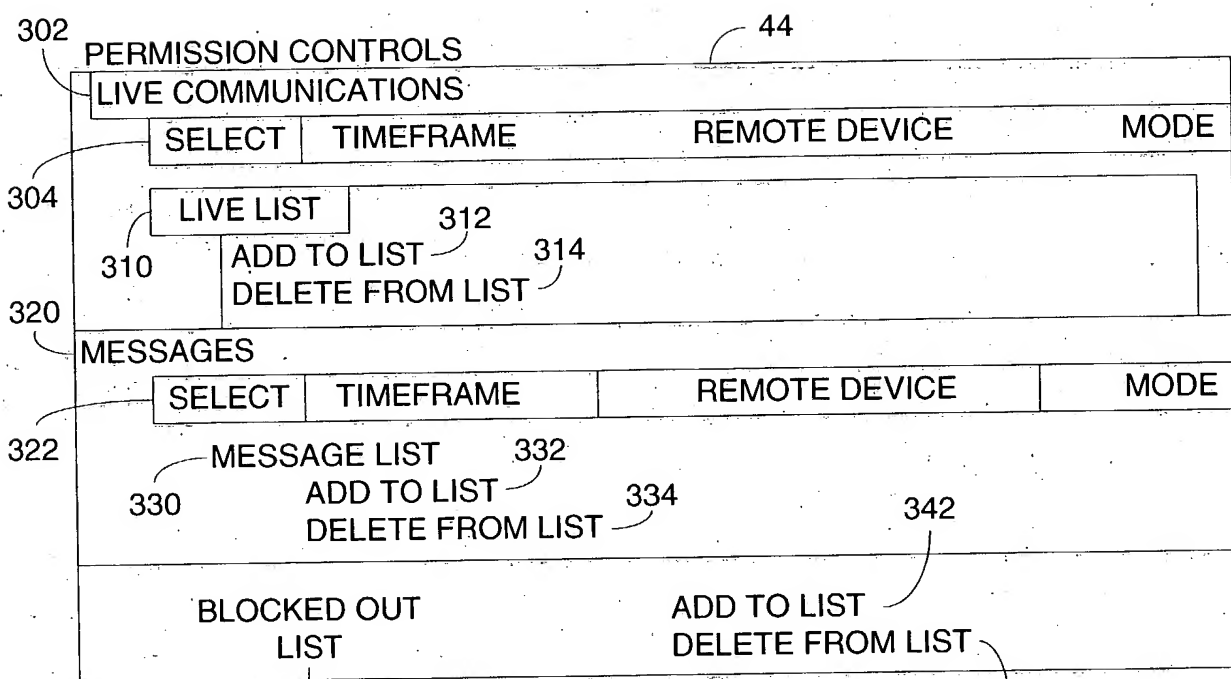 302
44
PERMISSION CONTROLS
LIVE COMMUNICATIONS
SELECT TIMEFRAME REMOTE DEVICE MODE
304
LIVE LIST
310
312
ADD TO LIST
314
DELETE FROM LIST
320
MESSAGES
SELECT TIMEFRAME REMOTE DEVICE MODE
322
MESSAGE LIST
330
332
ADD TO LIST
334
DELETE FROM LIST
342
BLOCKED OUT
LIST
ADD TO LIST
DELETE FROM LIST